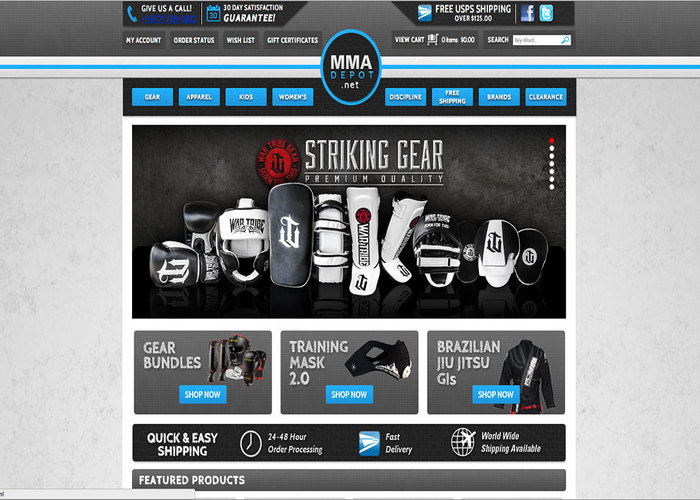 GIVE US A CALL!
30 DAY SATISFACTION
GUARANTEE!
FREE USPS SHIPPING
OVER $125.00
30
MY ACCOUNT
ORDER STATUS
WISH LIST
GIFT CERTIFICATES
VIEW CART
0 items $0.00
SEARCH
Key Word..
MMA
DEPOT
.net
GEAR
APPAREL
KIDS
WOMEN'S
DISCIPLINE
FREE
SHIPPING
BRANDS
CLEARANCE
WAR TRIBE GEAR
STRIKING GEAR
PREMIUM QUALITY
WAR TRIBE
WAR TRIBE
WAR TRIBE
GEAR
BUNDLES
SHOP NOW
TRAINING
MASK
2.0
SHOP NOW
BRAZILIAN
JIU JITSU
GIs
SHOP NOW
QUICK & EASY
SHIPPING
24-48 Hour
Order Processing
Fast
Delivery
World Wide
Shipping Available
FEATURED PRODUCTS